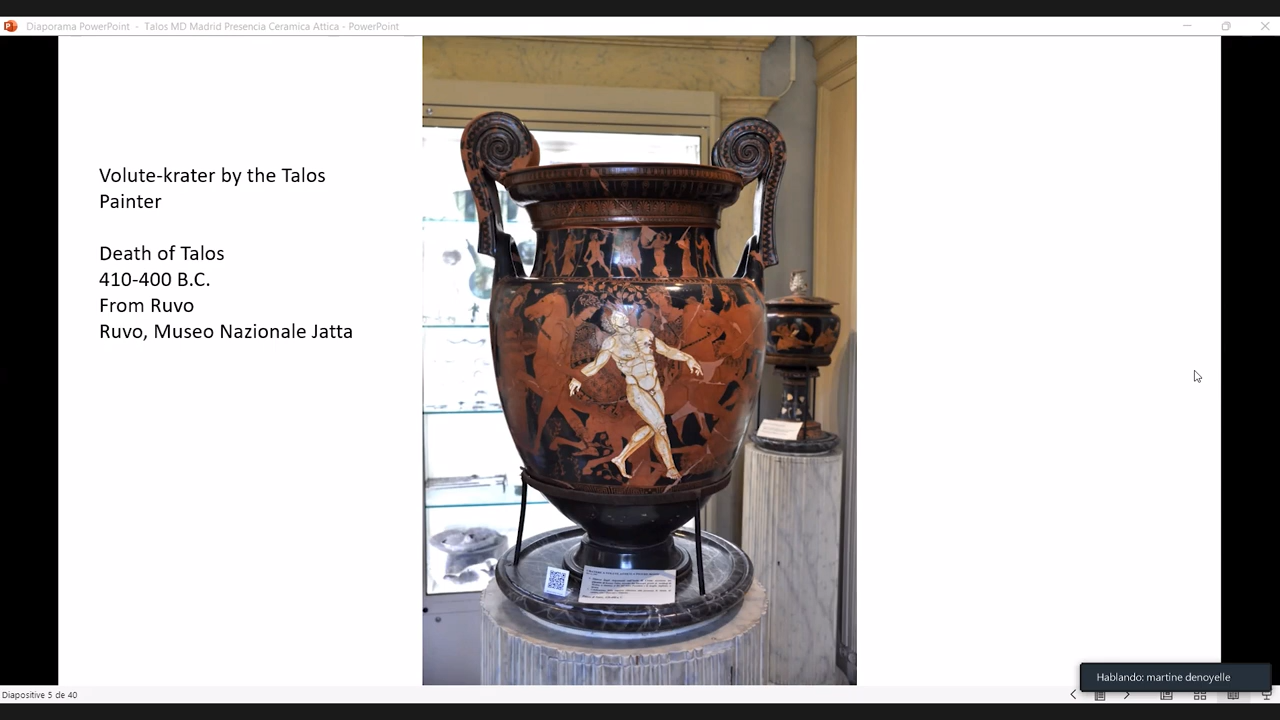 Diaporama PowerPoint - Talos MD Madrid Presencia Ceramica Attica - PowerPoint
Volute-krater by the Talos
Painter
Death of Talos
410-400 B.C.
From Ruvo
Ruvo, Museo Nazionale Jatta
Hablando: martine denoyelle
Diapositive 5 de 40